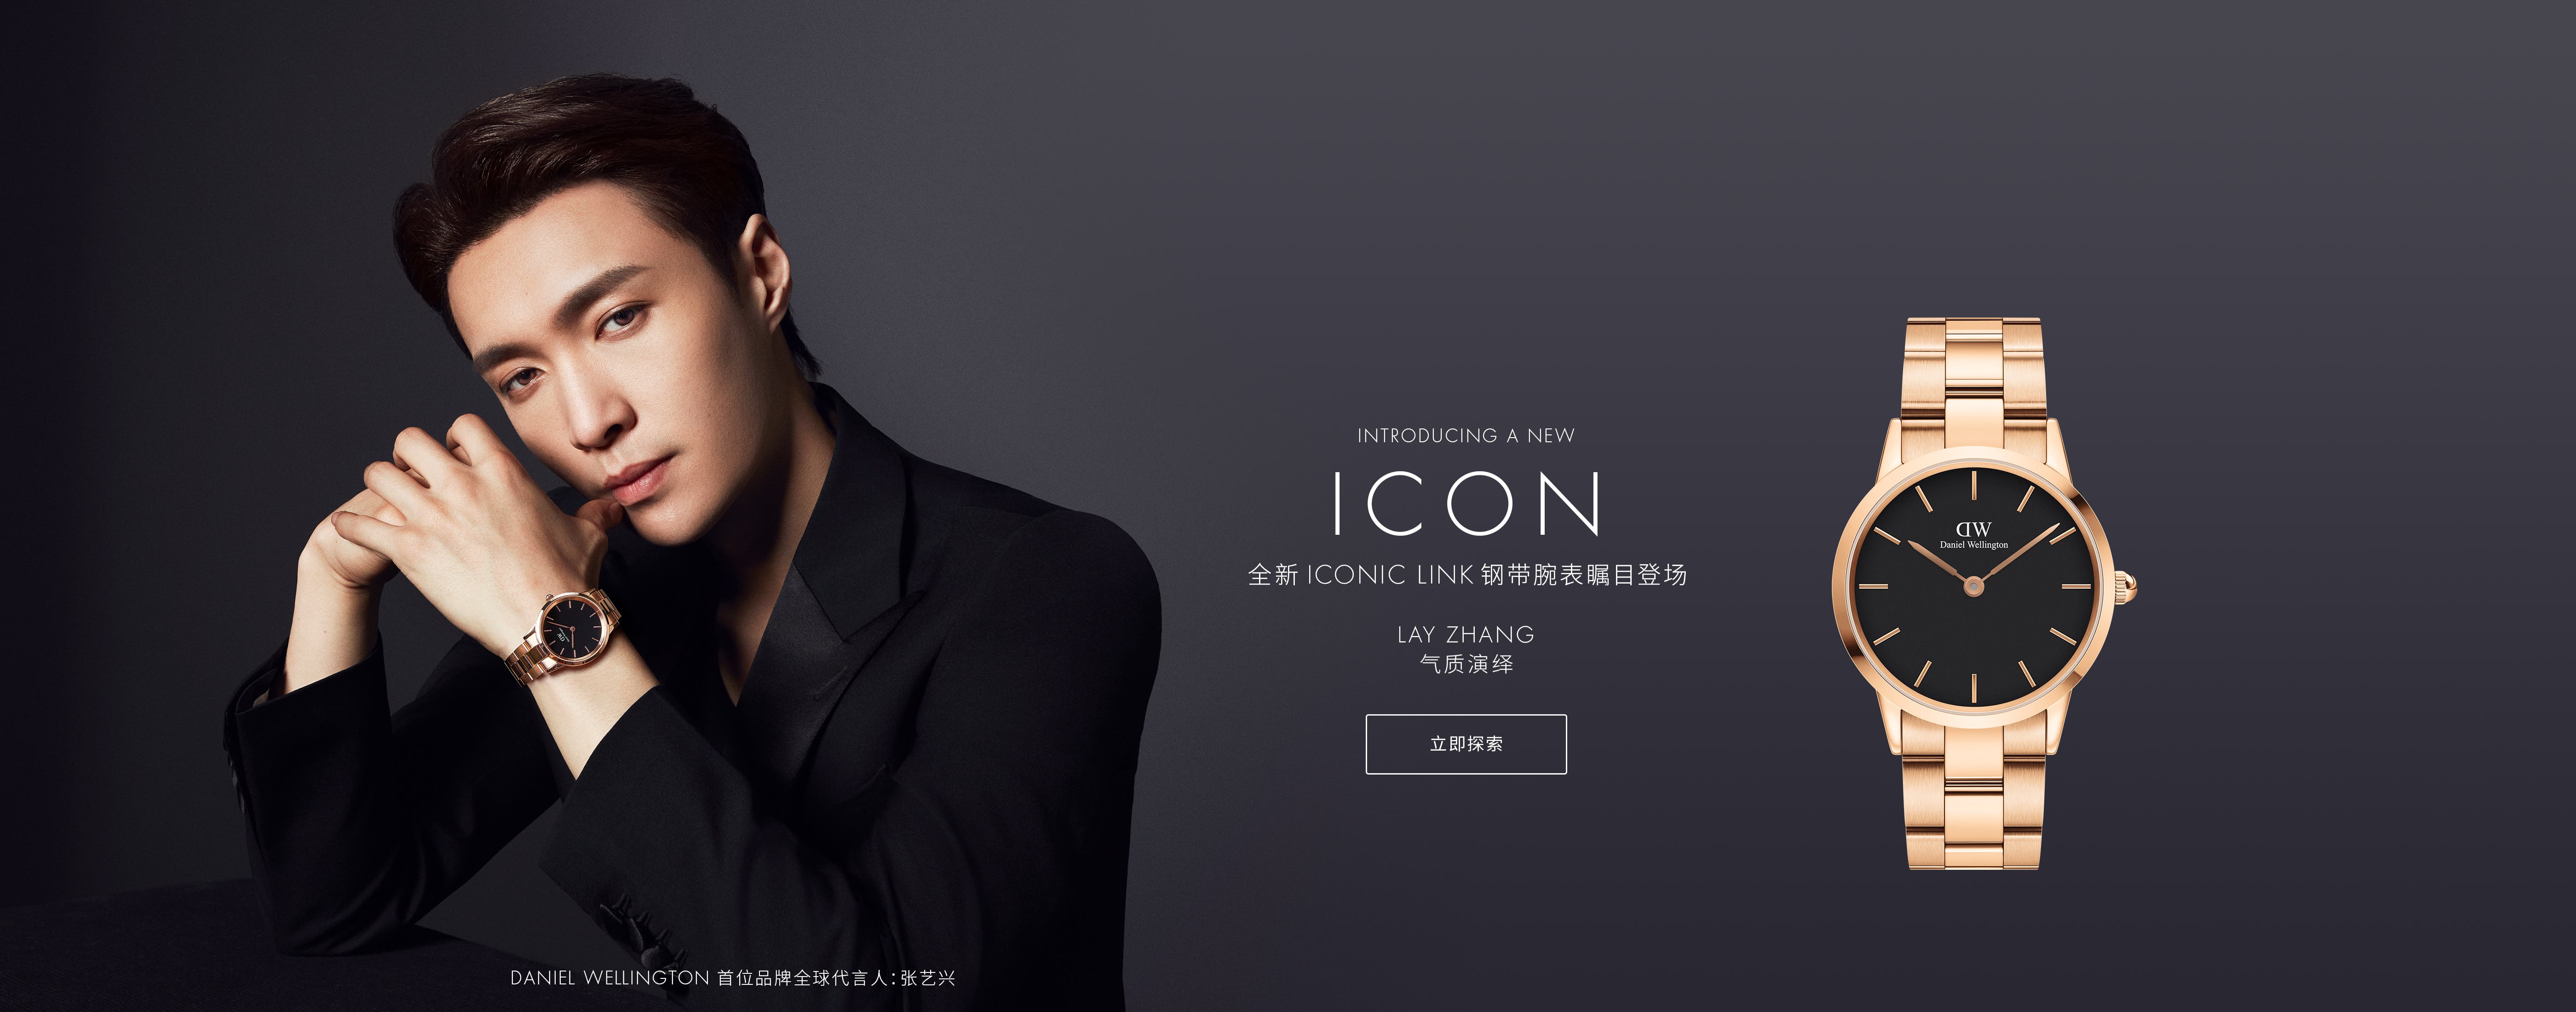 INTRODUCING A NEW
ICON
全新 ICONIC LINK 钢带腕表瞩目登场
LAY ZHANG
气质演绎
立即探索
DW
Daniel Wellington
DANIEL WELLINGTON 首位品牌全球代言人：张艺兴